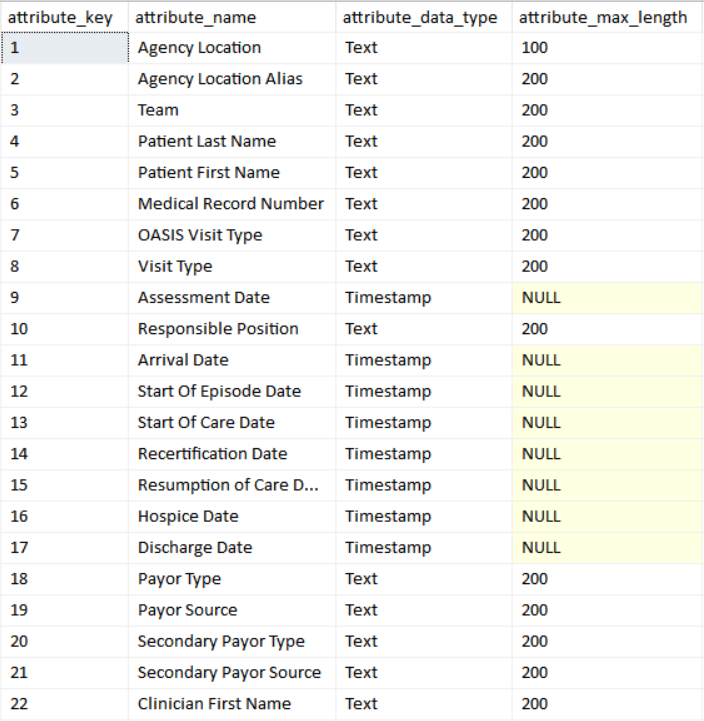 attribute_key attribute_name attribute_data_type attribute_max_length
1 Agency Location Text 100
2 Agency Location Alias Text 200
3 Team Text 200
4 Patient Last Name Text 200
5 Patient First Name Text 200
6 Medical Record Number Text 200
7 OASIS Visit Type Text 200
8 Visit Type Text 200
9 Assessment Date Timestamp NULL
10 Responsible Position Text 200
11 Arrival Date Timestamp NULL
12 Start Of Episode Date Timestamp NULL
13 Start Of Care Date Timestamp NULL
14 Recertification Date Timestamp NULL
15 Resumption of Care D... Timestamp NULL
16 Hospice Date Timestamp NULL
17 Discharge Date Timestamp NULL
18 Payor Type Text 200
19 Payor Source Text 200
20 Secondary Payor Type Text 200
21 Secondary Payor Source Text 200
22 Clinician First Name Text 200